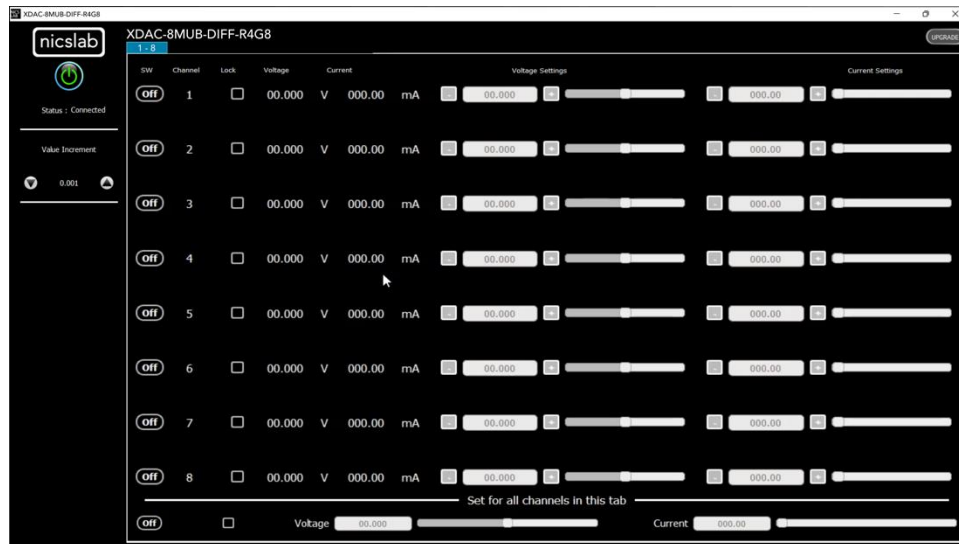 XDAC-8MUB-DIFF-R4G8
nicslab
XDAC-8MUB-DIFF-R4G8
UPGRADE
1 - 8
SW Channel Lock Voltage Current Voltage Settings Current Settings
Status : Connected
Value Increment
0.001
Off 1 00.000 V 000.00 mA - 00.000 + - 000.00 +
Off 2 00.000 V 000.00 mA - 00.000 + - 000.00 +
Off 3 00.000 V 000.00 mA - 00.000 + - 000.00 +
Off 4 00.000 V 000.00 mA - 00.000 + - 000.00 +
Off 5 00.000 V 000.00 mA - 00.000 + - 000.00 +
Off 6 00.000 V 000.00 mA - 00.000 + - 000.00 +
Off 7 00.000 V 000.00 mA - 00.000 + - 000.00 +
Off 8 00.000 V 000.00 mA - 00.000 + - 000.00 +
Set for all channels in this tab
Off Voltage 00.000 Current 000.00